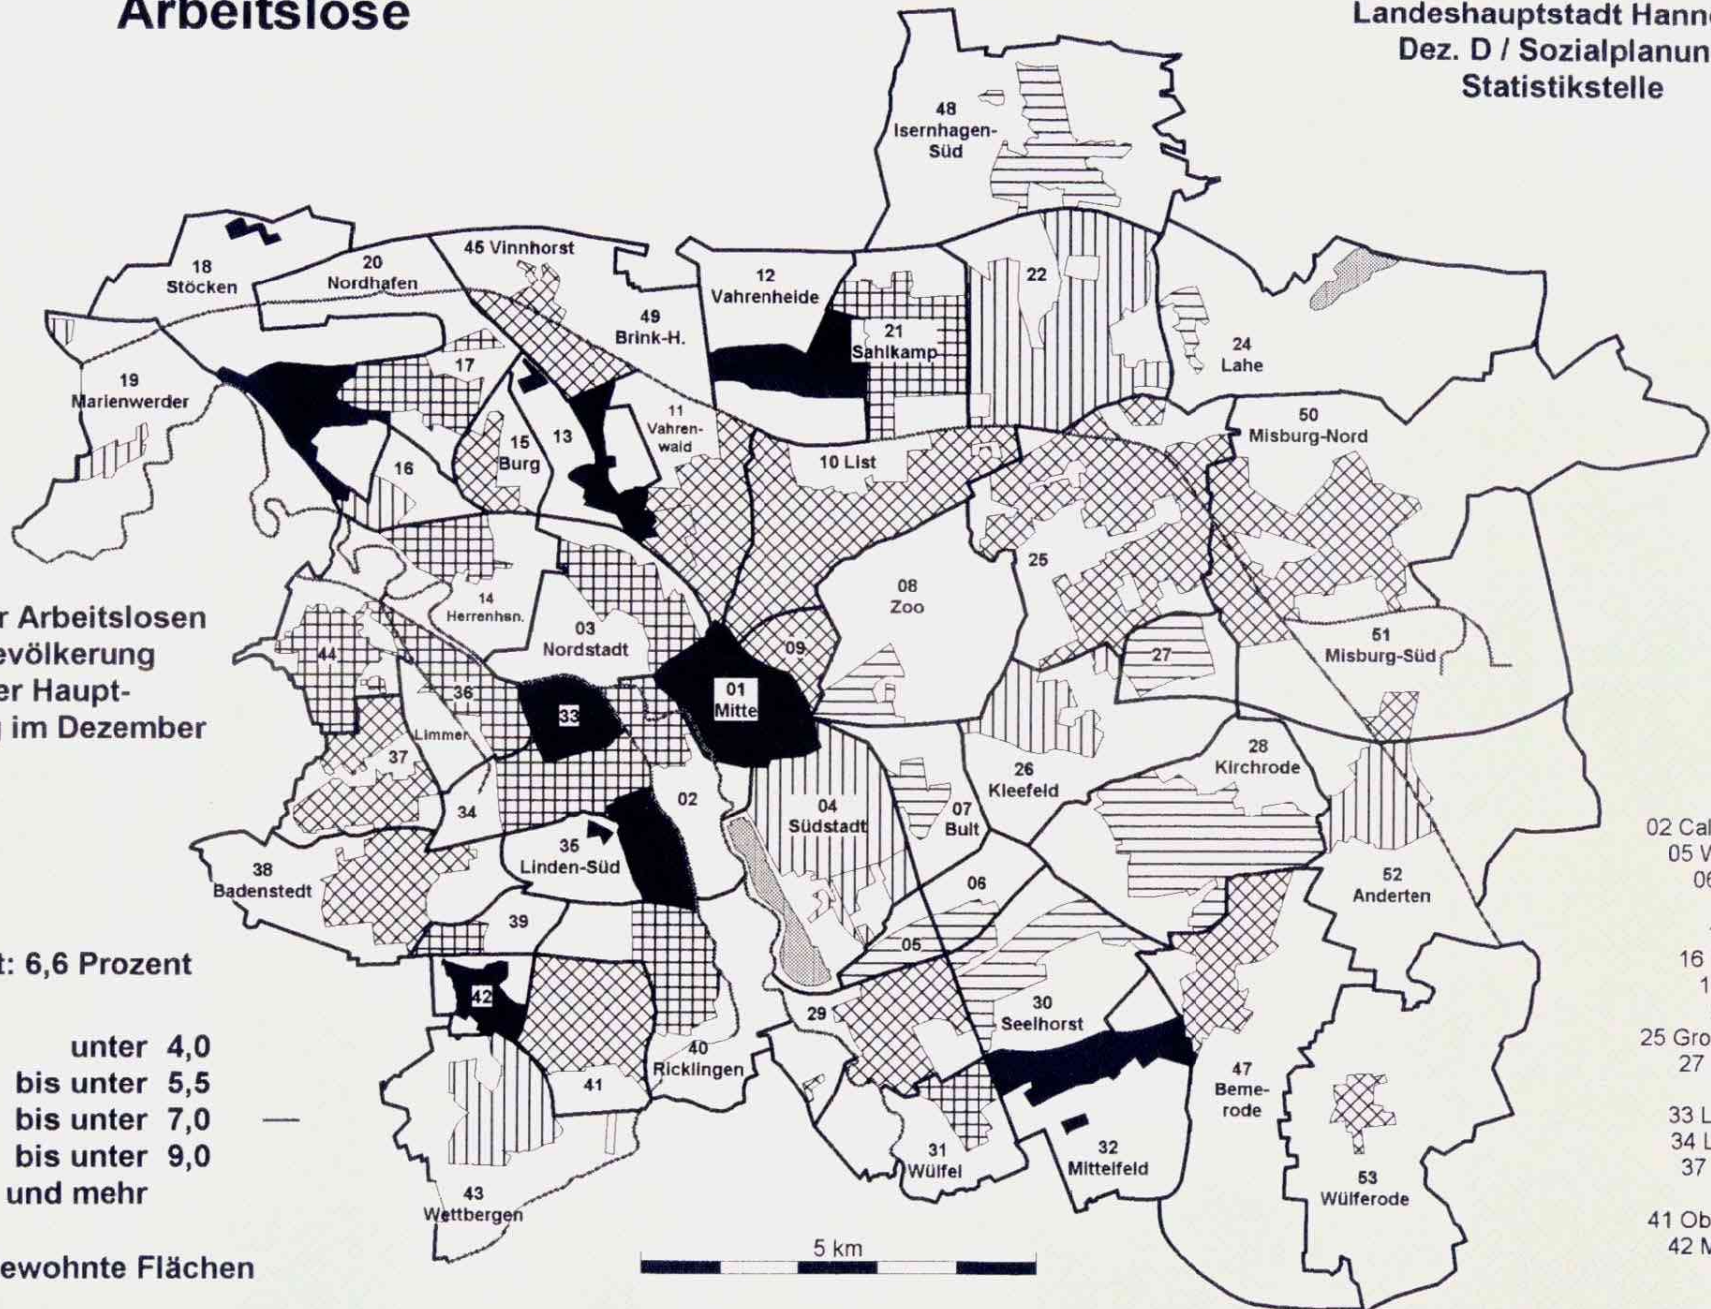 Arbeitslose
Landeshauptstadt Hann
Dez. D / Sozialplanun
Statistikstelle
48
Isernhagen-
Süd
18
Stöcken
20
Nordhafen
45 Vinnhorst
12
Vahrenheide
22
49
Brink-H.
21
Sahlkamp
24
Lahe
19
Marienwerder
17
11
Vahren-
wald
13
15
Burg
16
10 List
50
Misburg-Nord
25
08
Zoo
14
Herrenhsn.
03
Nordstadt
r Arbeitslosen
evölkerung
er Haupt-
g im Dezember
44
09
27
51
Misburg-Süd
36
Limmer
33
01
Mitte
37
28
Kirchrode
26
Kleefeld
34
02
04
Südstadt
07
Bult
35
Linden-Süd
38
Badenstedt
06
52
Anderten
39
05
t: 6,6 Prozent
42
29
30
Seelhorst
40
Ricklingen
41
47
Beme-
rode
unter 4,0
bis unter 5,5
bis unter 7,0 —
bis unter 9,0
und mehr
31
Wülfel
32
Mittelfeld
43
Wettbergen
53
Wülferode
ewohnte Flächen
5 km
02 Cal
05 V
06
16
1
25 Gro
27
33 L
34 L
37
41 Ob
42 M